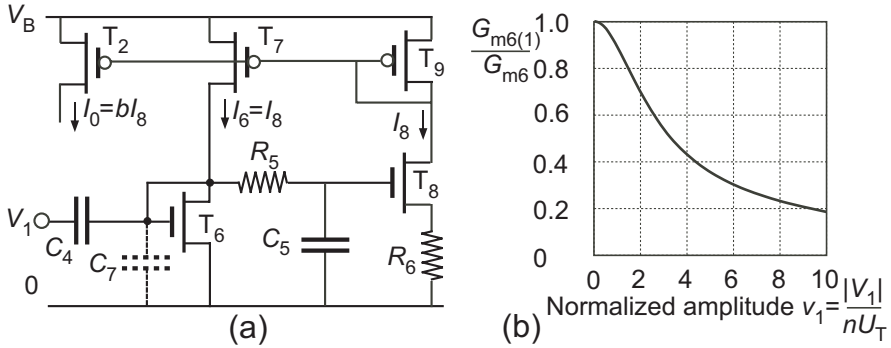 V_B
T_2
T_7
T_9
I_0=bI_8
I_6=I_8
I_8
R_5
T_8
V_1
T_6
C_4
C_7
C_5
R_6
0
(a)
G_m6(1)
G_m6
1.0
0.8
0.6
0.4
0.2
0
0 2 4 6 8 10
Normalized amplitude v_1= |V_1| / nU_T
(b)